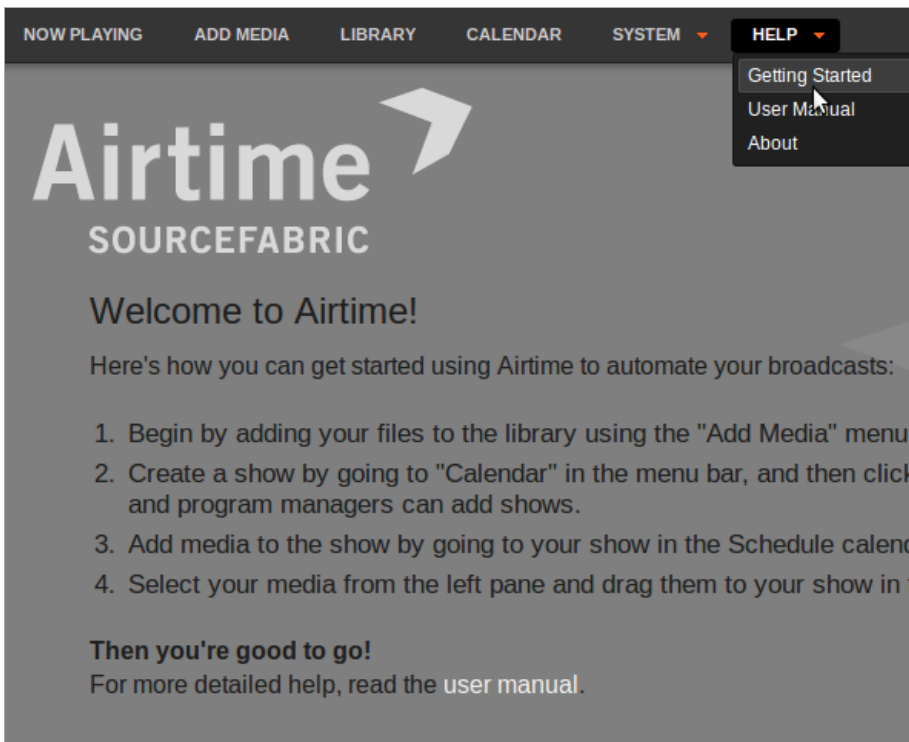 NOW PLAYING ADD MEDIA LIBRARY CALENDAR SYSTEM HELP
Getting Started
User Manual
About
Airtime
SOURCEFABRIC
Welcome to Airtime!
Here's how you can get started using Airtime to automate your broadcasts:
1. Begin by adding your files to the library using the "Add Media" menu
2. Create a show by going to "Calendar" in the menu bar, and then click
and program managers can add shows.
3. Add media to the show by going to your show in the Schedule
4. Select your media from the left pane and drag them to your show in
Then you're good to go!
For more detailed help, read the user manual.